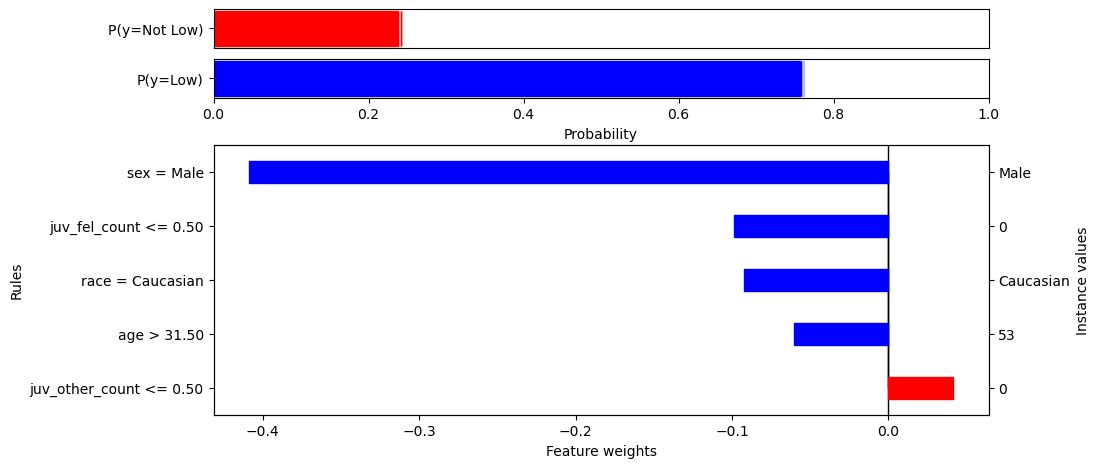 P(y=Not Low)
P(y=Low)
0.0 0.2 0.4 0.6 0.8 1.0
Probability
Rules
sex = Male
juv_fel_count <= 0.50
race = Caucasian
age > 31.50
juv_other_count <= 0.50
Male
0
Caucasian
53
0
Instance values
−0.4 −0.3 −0.2 −0.1 0.0
Feature weights